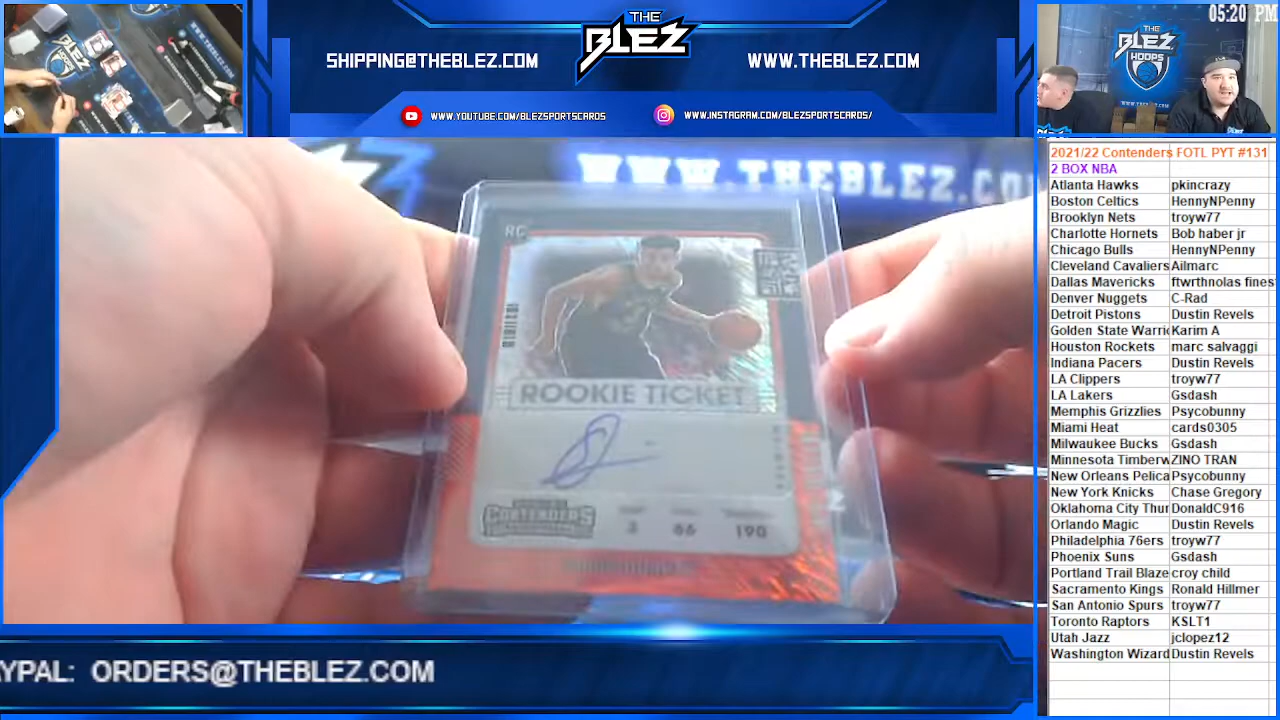 05:20 PM
THE
BLEZ
SHIPPING@THEBLEZ.COM
WWW.THEBLEZ.COM
WWW.YOUTUBE.COM/BLEZSPORTSCARDS
WWW.INSTAGRAM.COM/BLEZSPORTSCARDS/
THE
BLEZ
HOOPS
WWW.THEBLEZ.CO
RC
ROOKIE TICKET
CONTENDERS
3 66 190
YPAL: ORDERS@THEBLEZ.COM
2021/22 Contenders FOTL PYT #131
2 BOX NBA
Atlanta Hawks pkincrazy
Boston Celtics HennyNPenny
Brooklyn Nets troyw77
Charlotte Hornets Bob haber jr
Chicago Bulls HennyNPenny
Cleveland Cavaliers Ailmarc
Dallas Mavericks ftwrthnolas fines
Denver Nuggets C-Rad
Detroit Pistons Dustin Revels
Golden State Warri Karim A
Houston Rockets marc salvaggi
Indiana Pacers Dustin Revels
LA Clippers troyw77
LA Lakers Gsdash
Memphis Grizzlies Psycobunny
Miami Heat cards0305
Milwaukee Bucks Gsdash
Minnesota Timberw ZINO TRAN
New Orleans Pelica Psycobunny
New York Knicks Chase Gregory
Oklahoma City Thun DonaldC916
Orlando Magic Dustin Revels
Philadelphia 76ers troyw77
Phoenix Suns Gsdash
Portland Trail Blaze croy child
Sacramento Kings Ronald Hillmer
San Antonio Spurs troyw77
Toronto Raptors KSLT1
Utah Jazz jclopez12
Washington Wizard Dustin Revels